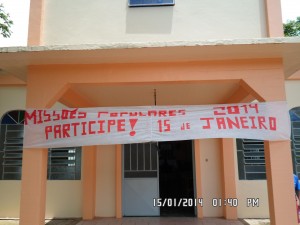 MISSÕES POPULARES 2014
PARTICIPE! 15 DE JANEIRO
15/01/2014 01:40 PM